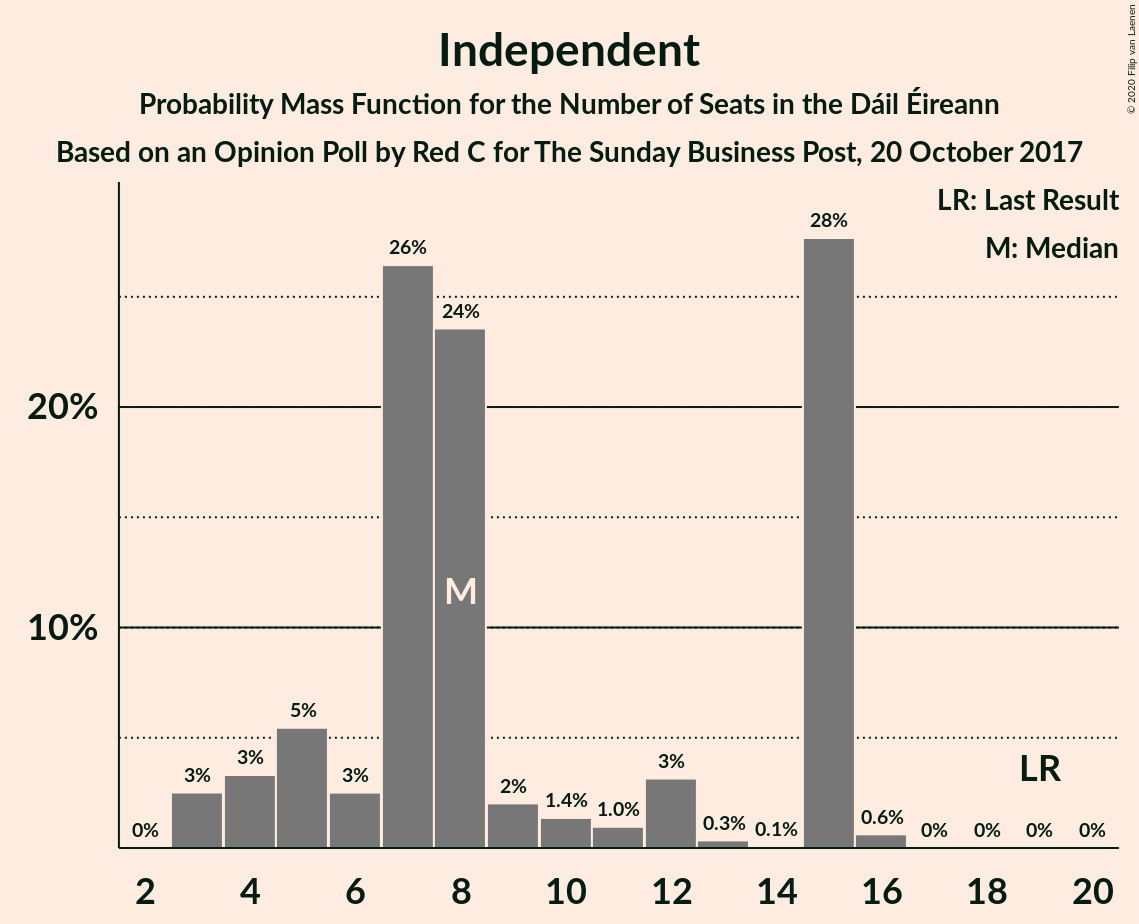 Independent
Probability Mass Function for the Number of Seats in the Dáil Éireann
Based on an Opinion Poll by Red C for The Sunday Business Post, 20 October 2017
© 2020 Filip van Laenen
LR: Last Result
M: Median
28%
26%
24%
20%
M
10%
5%
LR
3%
3%
3%
3%
2%
1.4%
1.0%
0.6%
0.3%
0.1%
0%
0%
0%
0%
0%
2 4 6 8 10 12 14 16 18 20